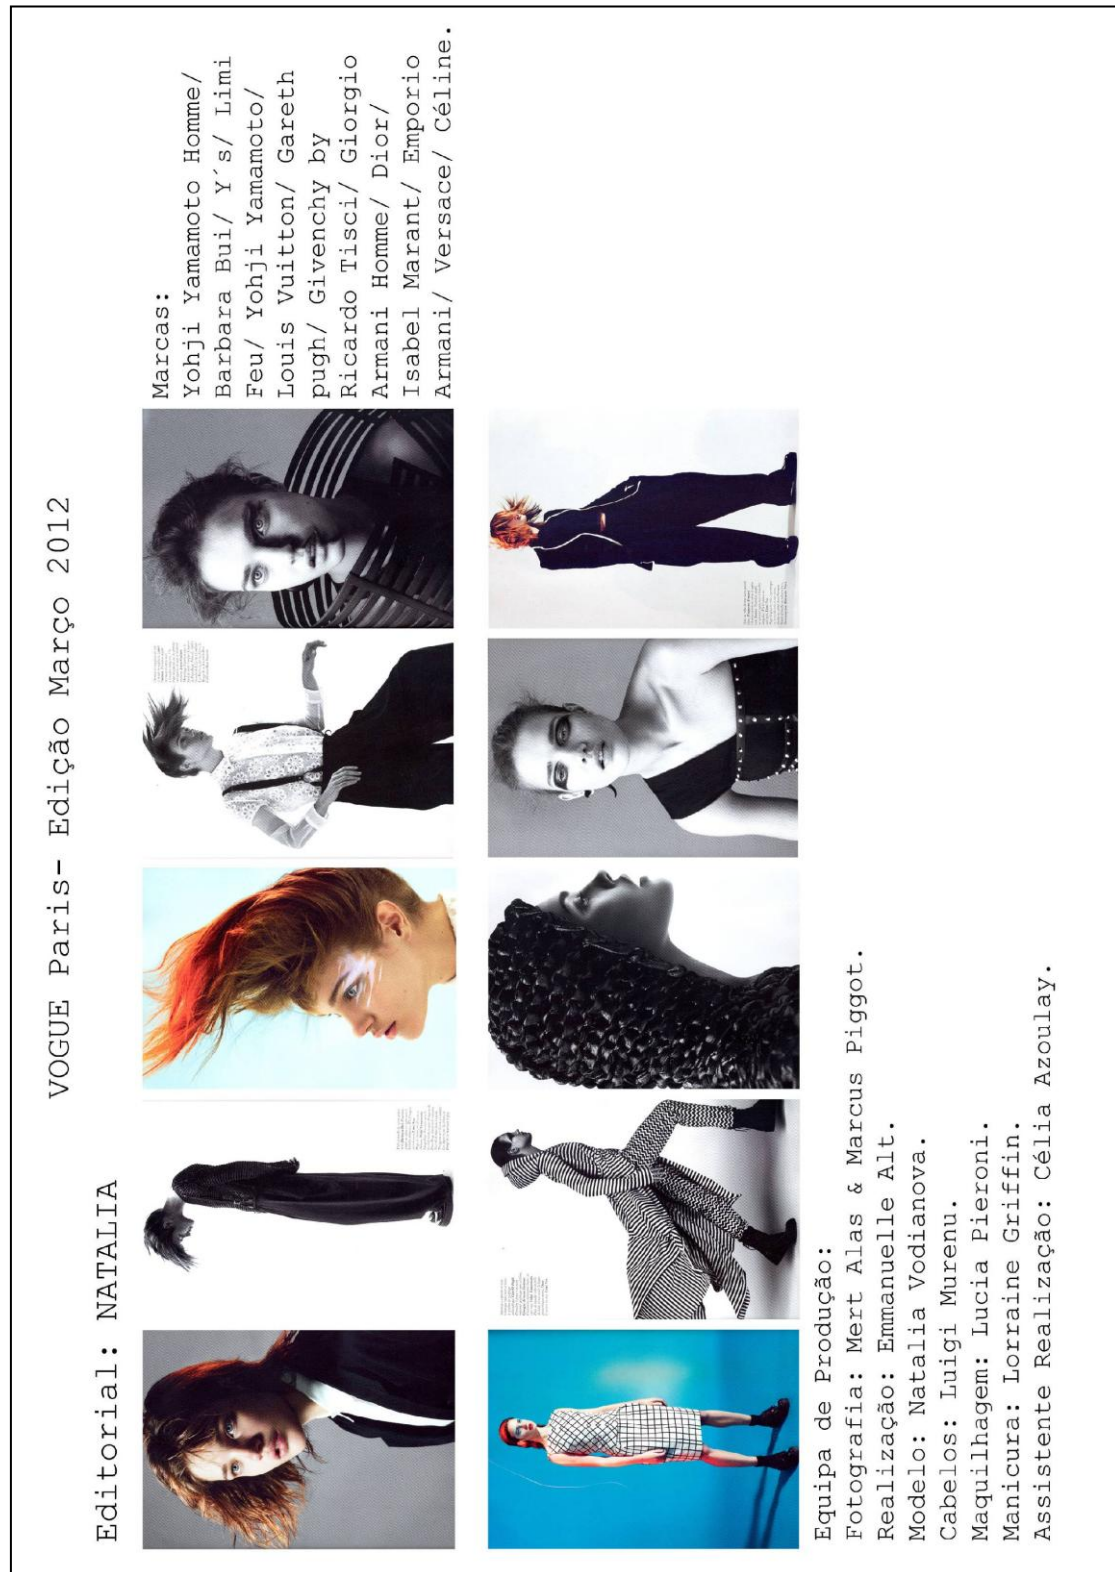 VOGUE Paris- Edição Março 2012
Editorial: NATALIA
Marcas:
Yohji Yamamoto Homme/
Barbara Bui/ Y´s/ Limi
Feu/ Yohji Yamamoto/
Louis Vuitton/ Gareth
pugh/ Givenchy by
Ricardo Tisci/ Giorgio
Armani Homme/ Dior/
Isabel Marant/ Emporio
Armani/ Versace/ Céline.
Equipa de Produção:
Fotografia: Mert Alas & Marcus Piggot.
Realização: Emmanuelle Alt.
Modelo: Natalia Vodianova.
Cabelos: Luigi Murenu.
Maquilhagem: Lucia Pieroni.
Manicura: Lorraine Griffin.
Assistente Realização: Célia Azoulay.